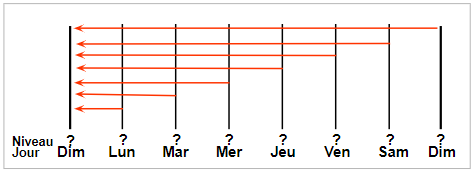 Niveau ? ? ? ? ? ? ? ?
Jour Dim Lun Mar Mer Jeu Ven Sam Dim